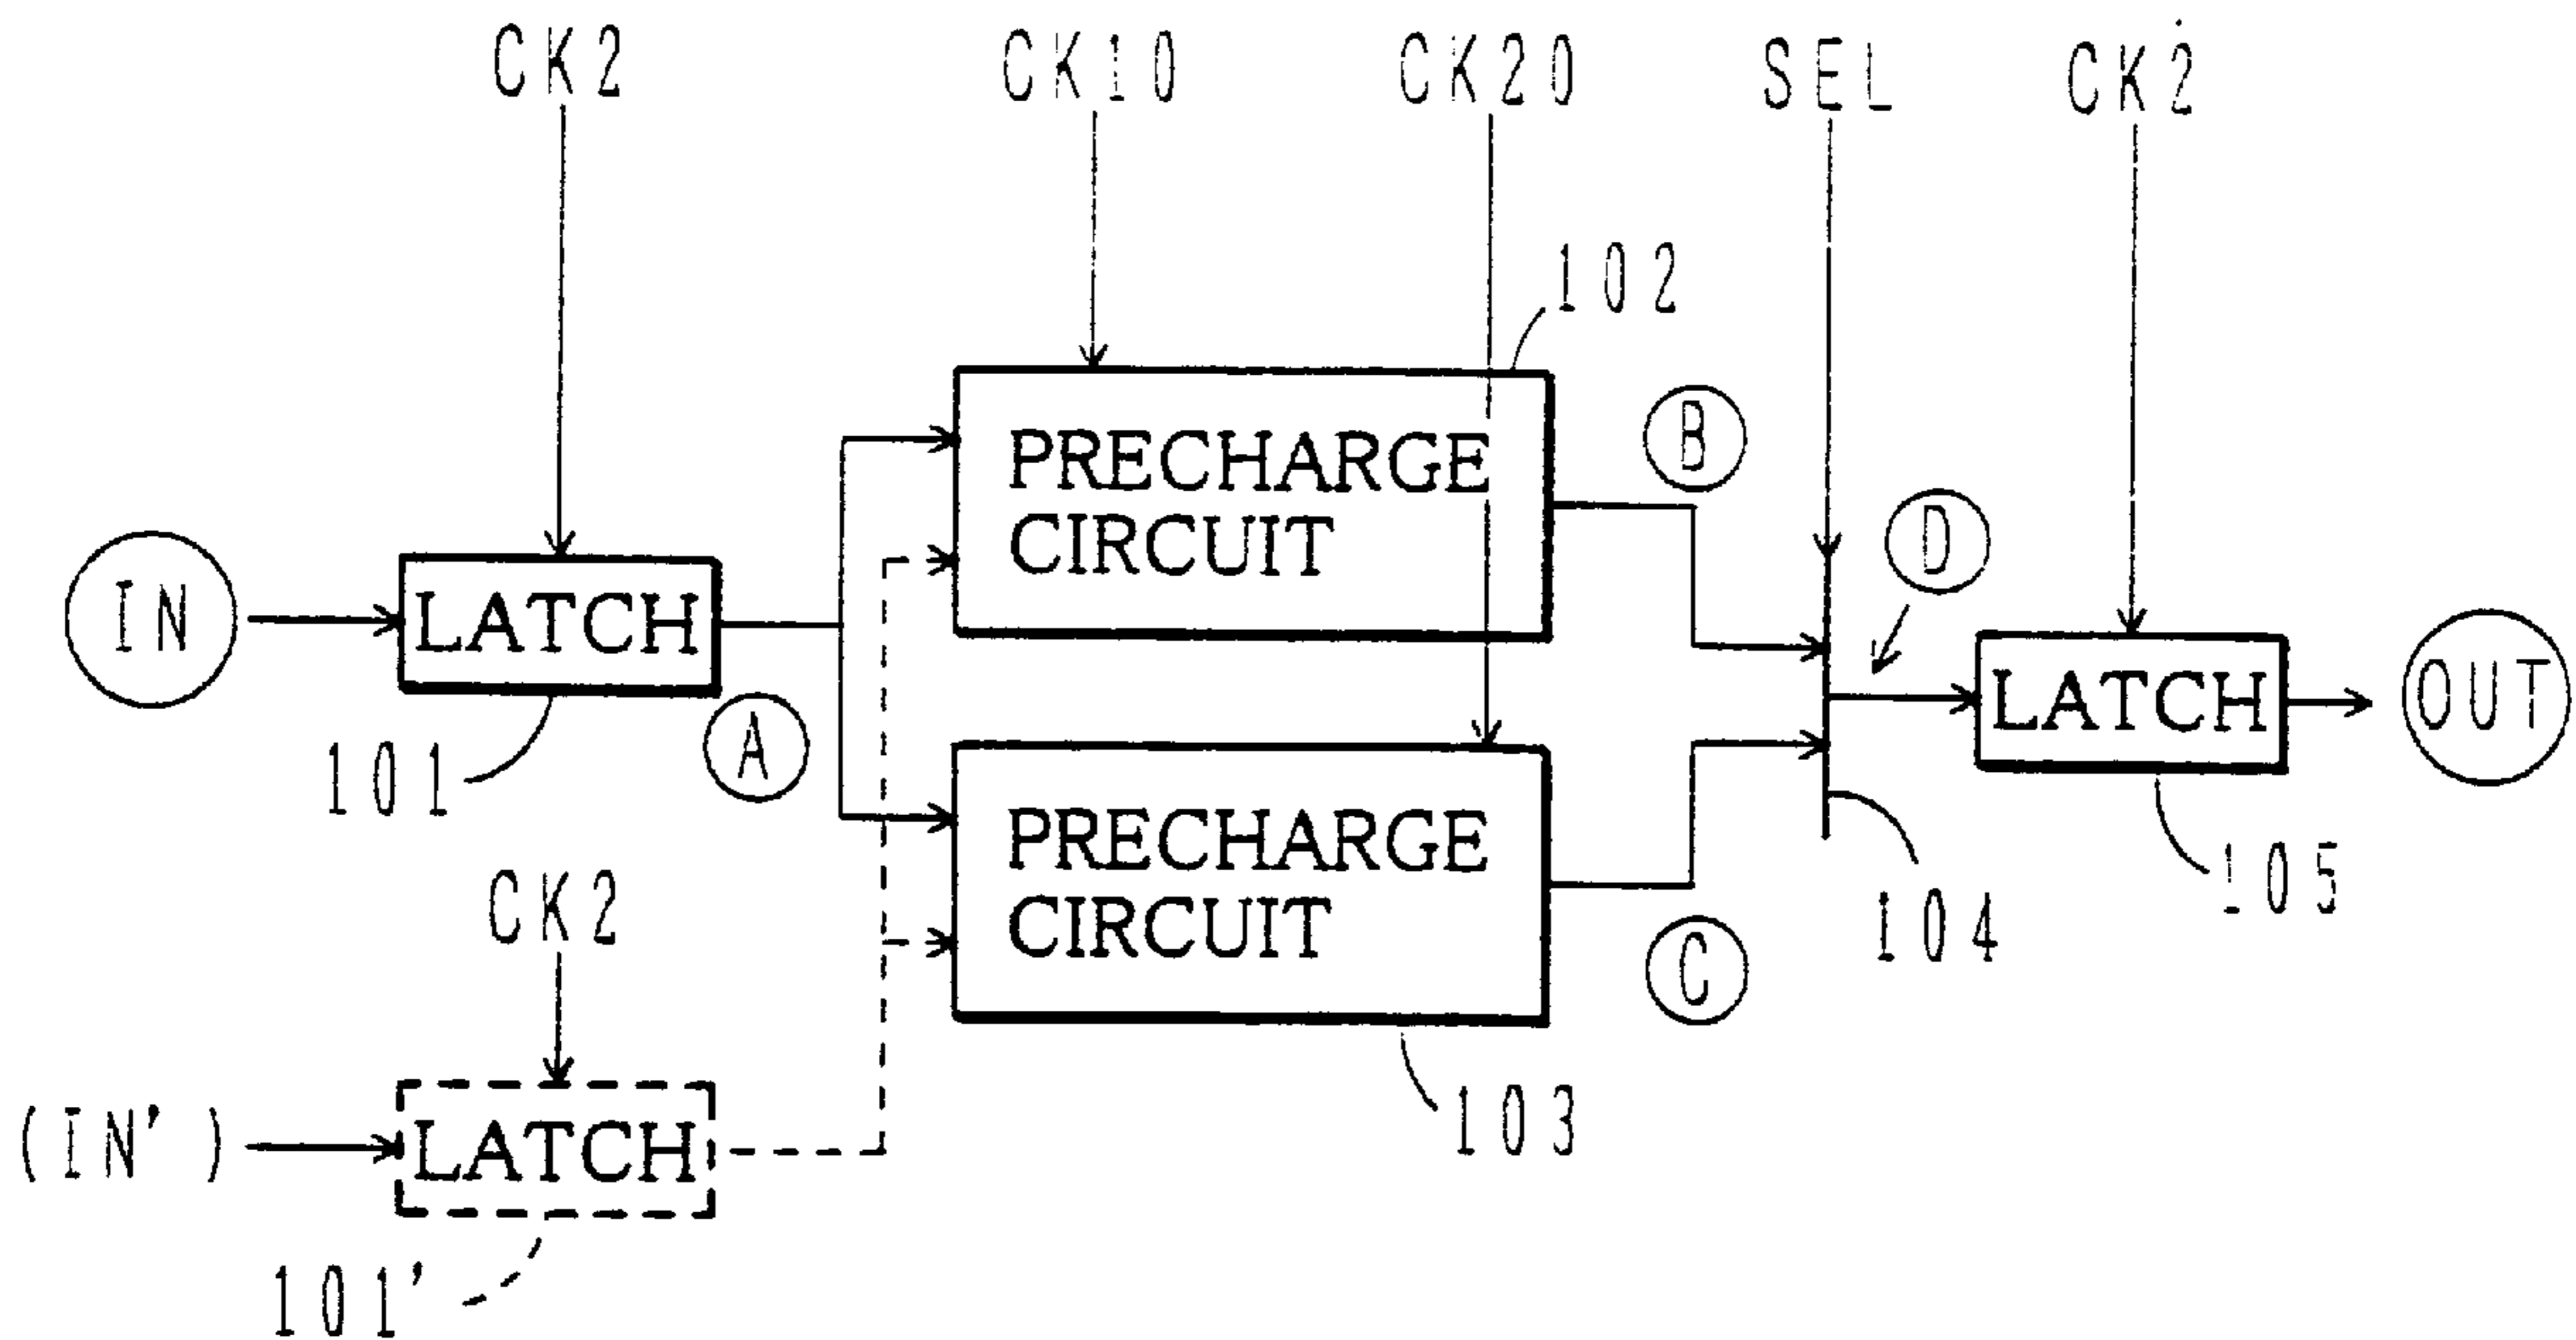 CK2 CK10 CK20 SEL CK2
102
B
D
IN
LATCH
PRECHARGE
CIRCUIT
LATCH
OUT
101
A
PRECHARGE
CIRCUIT
105
104
CK2
C
103
(IN')
LATCH
101'